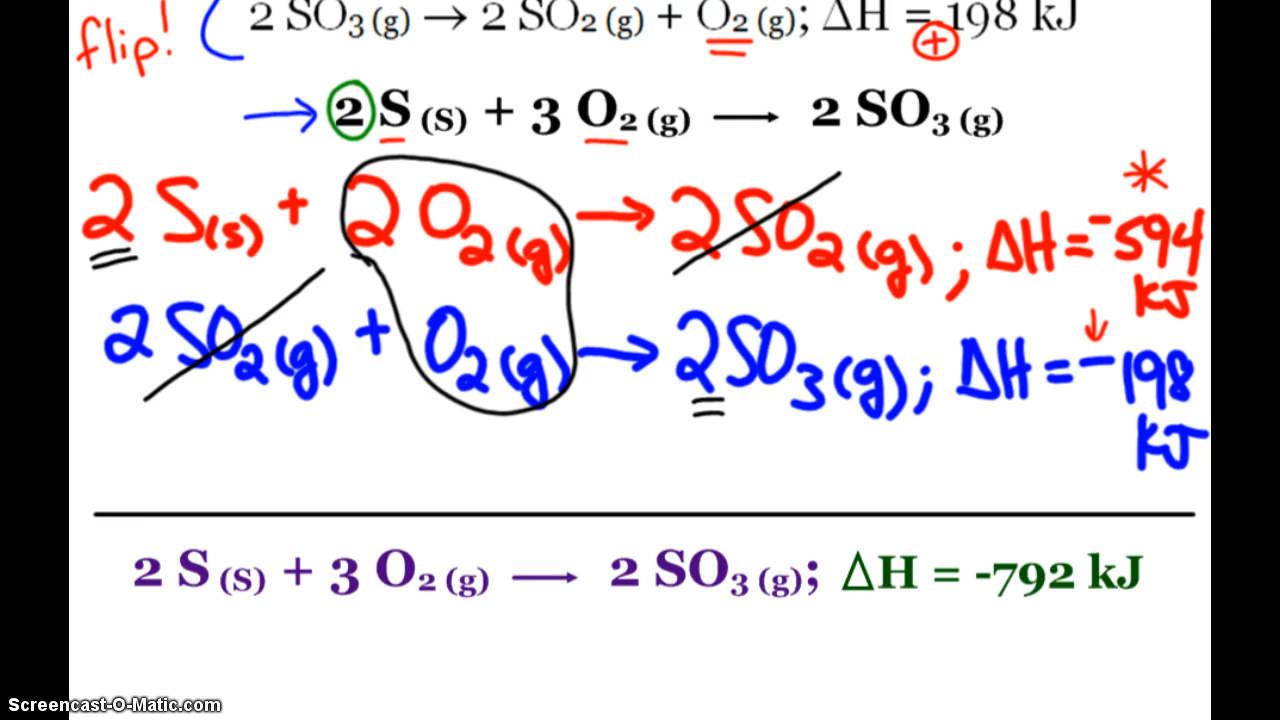 flip! 2 SO₃ (g) → 2 SO₂ (g) + O₂ (g); ΔH = 198 kJ
+
→ 2 S (S) + 3 O₂ (g) → 2 SO₃ (g)
*
2 S(s) + 2 O₂(g) → 2 SO₂(g); ΔH = -594 kJ
2 SO₂(g) + O₂(g) → 2 SO₃(g); ΔH = -198 kJ
2 S (S) + 3 O₂ (g) → 2 SO₃ (g); △H = -792 kJ
Screencast-O-Matic.com